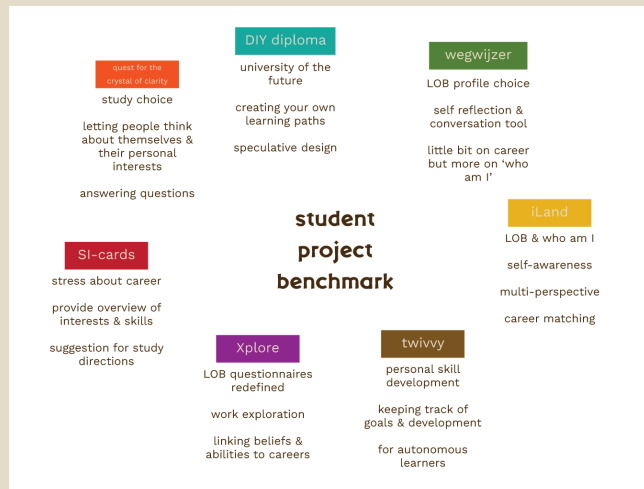 DIY diploma
university of the
future
creating your own
learning paths
speculative design
wegwijzer
LOB profile choice
self reflection &
conversation tool
little bit on career
but more on ‘who
am I’
quest for the
crystal of clarity
study choice
letting people think
about themselves &
their personal
interests
answering questions
student
project
benchmark
iLand
LOB & who am I
self-awareness
multi-perspective
career matching
SI-cards
stress about career
provide overview of
interests & skills
suggestion for study
directions
Xplore
LOB questionnaires
redefined
work exploration
linking beliefs &
abilities to careers
twivvy
personal skill
development
keeping track of
goals & development
for autonomous
learners